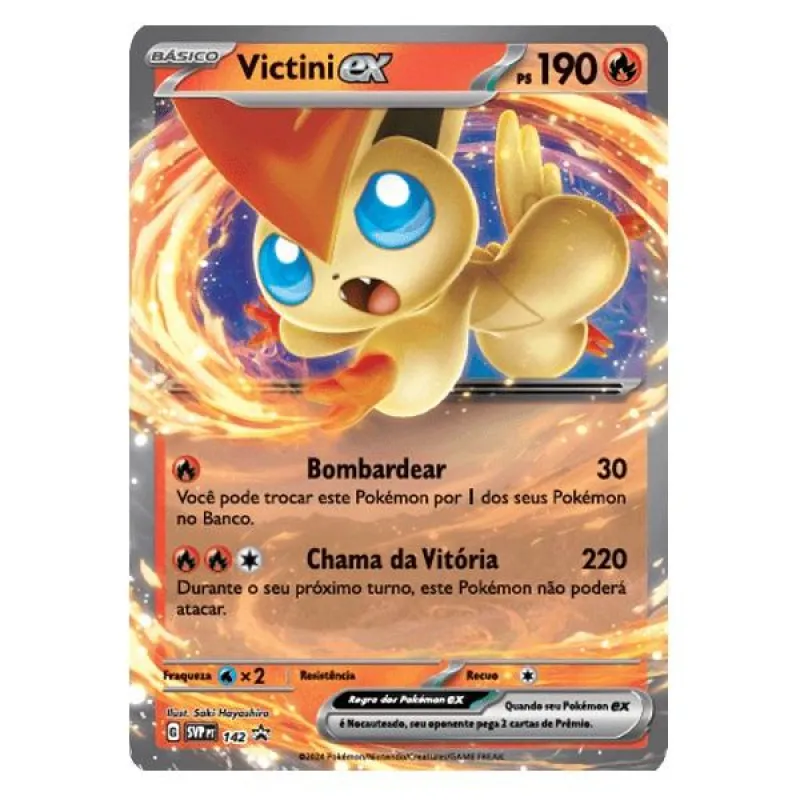 BÁSICO Victini ex PS 190
Bombardear 30
Você pode trocar este Pokémon por 1 dos seus Pokémon
no Banco.
Chama da Vitória 220
Durante o seu próximo turno, este Pokémon não poderá
atacar.
Fraqueza ×2 Resistência Recuo
Ilust. Saki Hayashiro
Regra dos Pokémon ex Quando seu Pokémon ex
é Nocauteado, seu oponente pega 2 cartas de Prêmio.
G SVP PT 142
©2024 Pokémon/Nintendo/Creatures/GAME FREAK